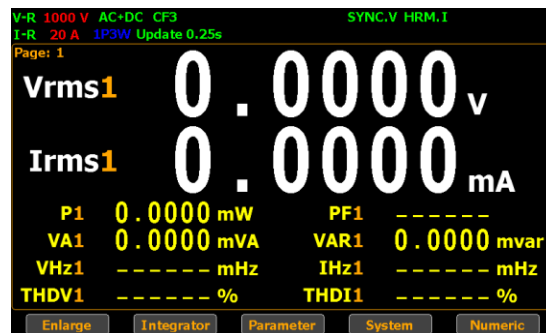 V-R 1000 V AC+DC CF3 SYNC.V HRM.I
I-R 20 A 1P3W Update 0.25s
Page: 1
Vrms1 0.0000 V
Irms1 0.0000 mA
P1 0.0000 mW PF1 ------
VA1 0.0000 mVA VAR1 0.0000 mvar
VHz1 ------ mHz IHz1 ------ mHz
THDV1 ------ % THDI1 ------ %
Enlarge Integrator Parameter System Numeric